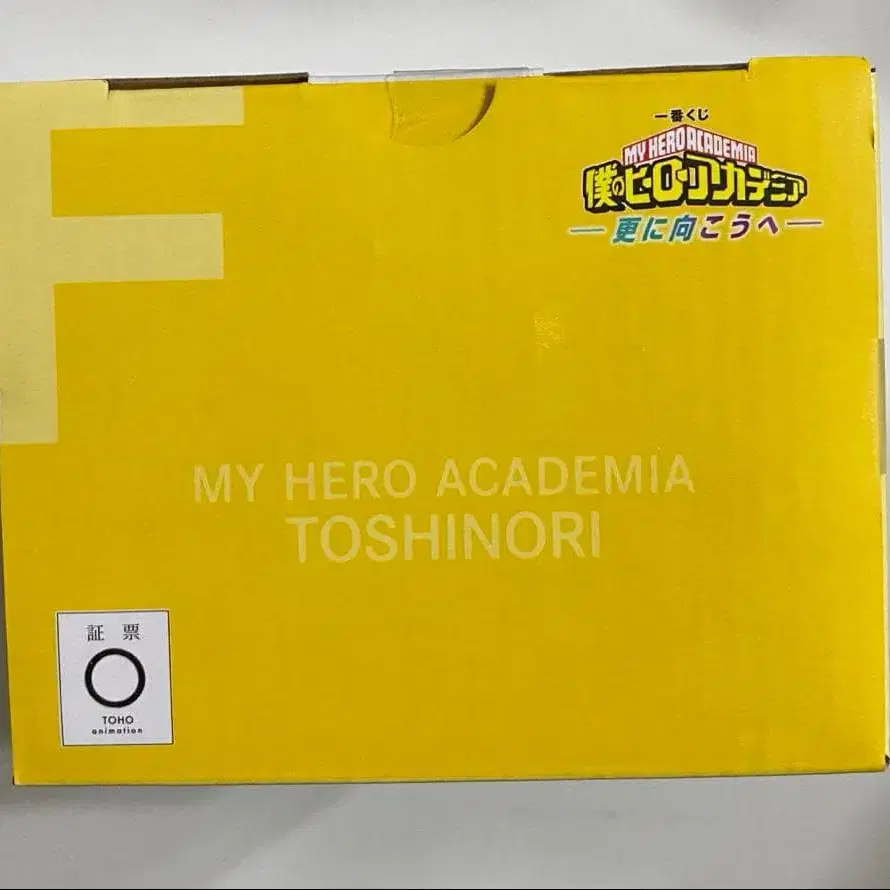 F
一番くじ
MY HERO ACADEMIA
僕のヒーローアカデミア
更に向こうへ
MY HERO ACADEMIA
TOSHINORI
証 票
TOHO
animation